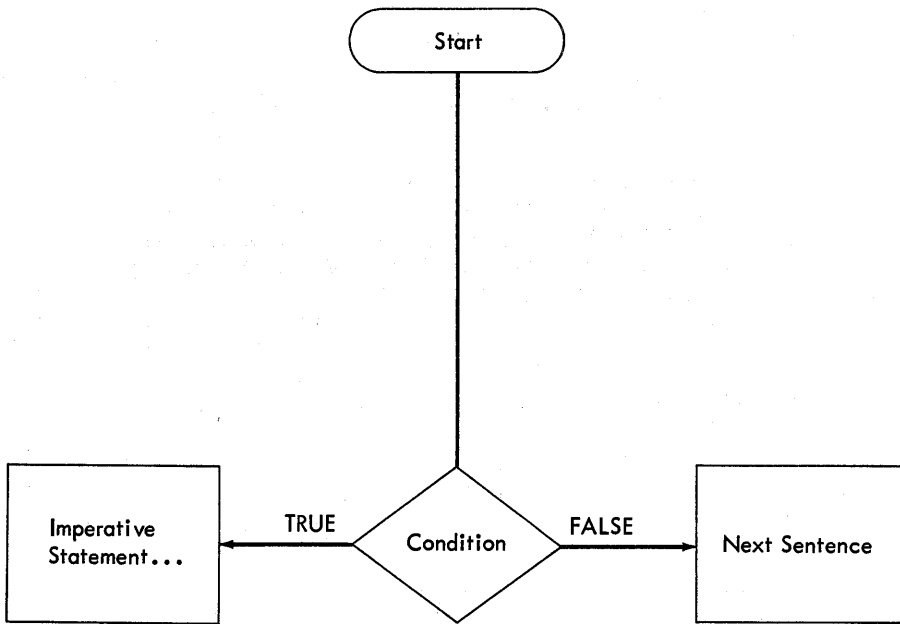 Start
Imperative
Statement...
TRUE
Condition
FALSE
Next Sentence